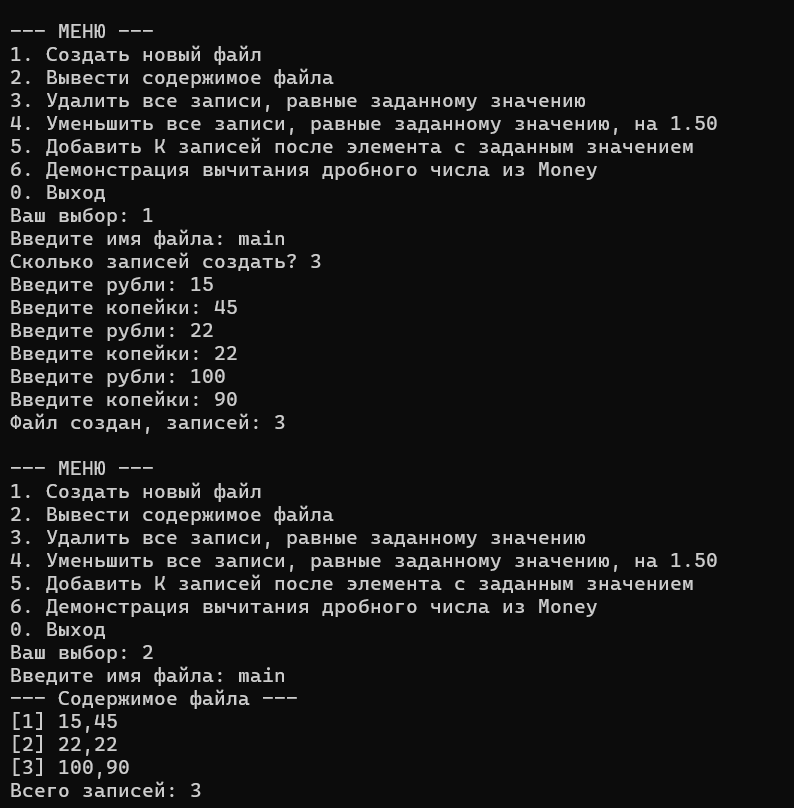 --- МЕНЮ ---
1. Создать новый файл
2. Вывести содержимое файла
3. Удалить все записи, равные заданному значению
4. Уменьшить все записи, равные заданному значению, на 1.50
5. Добавить К записей после элемента с заданным значением
6. Демонстрация вычитания дробного числа из Money
0. Выход
Ваш выбор: 1
Введите имя файла: main
Сколько записей создать? 3
Введите рубли: 15
Введите копейки: 45
Введите рубли: 22
Введите копейки: 22
Введите рубли: 100
Введите копейки: 90
Файл создан, записей: 3
--- МЕНЮ ---
1. Создать новый файл
2. Вывести содержимое файла
3. Удалить все записи, равные заданному значению
4. Уменьшить все записи, равные заданному значению, на 1.50
5. Добавить К записей после элемента с заданным значением
6. Демонстрация вычитания дробного числа из Money
0. Выход
Ваш выбор: 2
Введите имя файла: main
--- Содержимое файла ---
[1] 15,45
[2] 22,22
[3] 100,90
Всего записей: 3